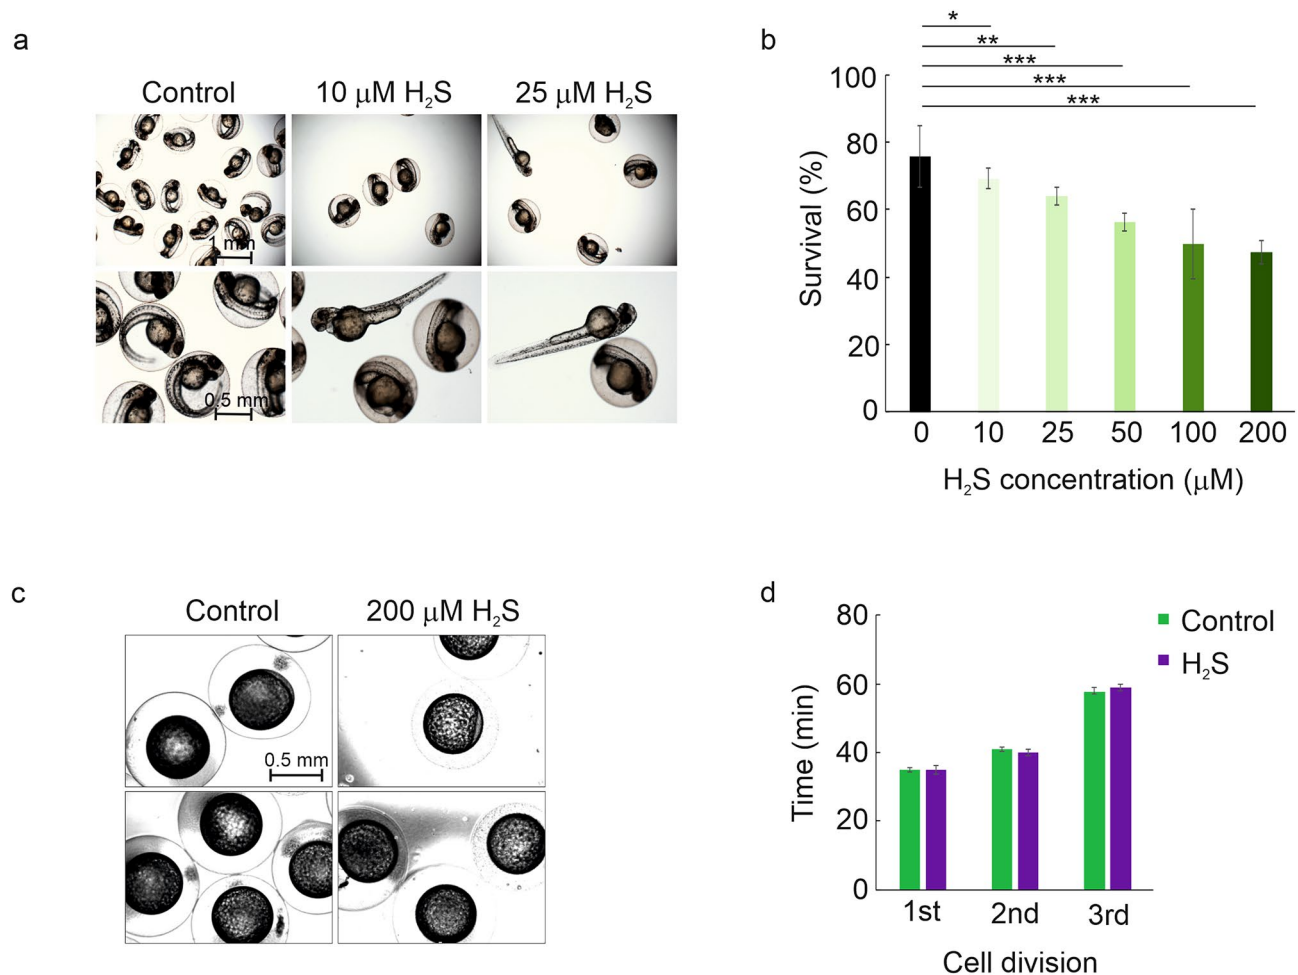 a
Control
10 μM H₂S
25 μM H₂S
1 mm
0.5 mm
b
*
**
***
***
***
100
80
60
40
20
0
Survival (%)
0 10 25 50 100 200
H₂S concentration (μM)
c
Control
200 μM H₂S
0.5 mm
d
80
60
40
20
0
Time (min)
Control
H₂S
1st 2nd 3rd
Cell division